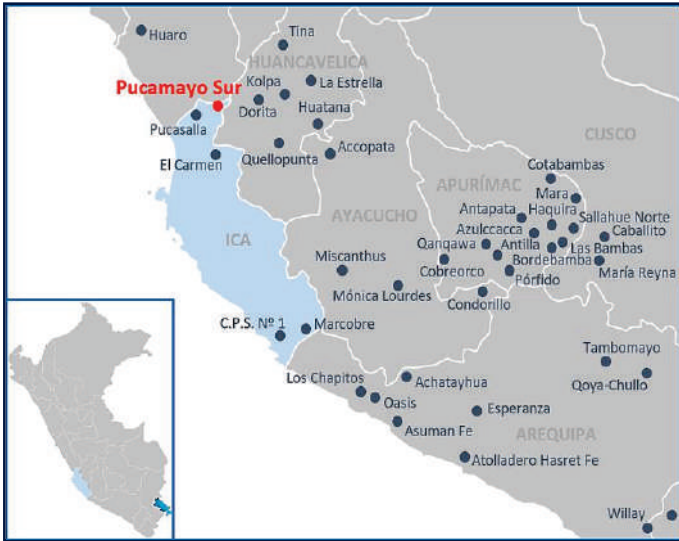 Tina
Huaro
HUANCAVELICA
Kolpa
La Estrella
Pucamayo Sur
Dorita
Huatana
Pucasalla
CUSCO
El Carmen
Quellopunta
Accopata
Cotabambas
APURÍMAC
Mara
Antapata
Haquira
Sallahue Norte
AYACUCHO
Azulccacca
Caballito
ICA
Qanqawa
Antilla
Las Bambas
Miscanthus
Cobreorco
Bordebamba
María Reyna
Mónica Lourdes
Pórfido
Condorillo
C.P.S. Nº 1
Marcobre
Tambomayo
Los Chapitos
Achatayhua
Qoya-Chullo
Oasis
Esperanza
Asuman Fe
AREQUIPA
Atolladero Hasret Fe
Willay